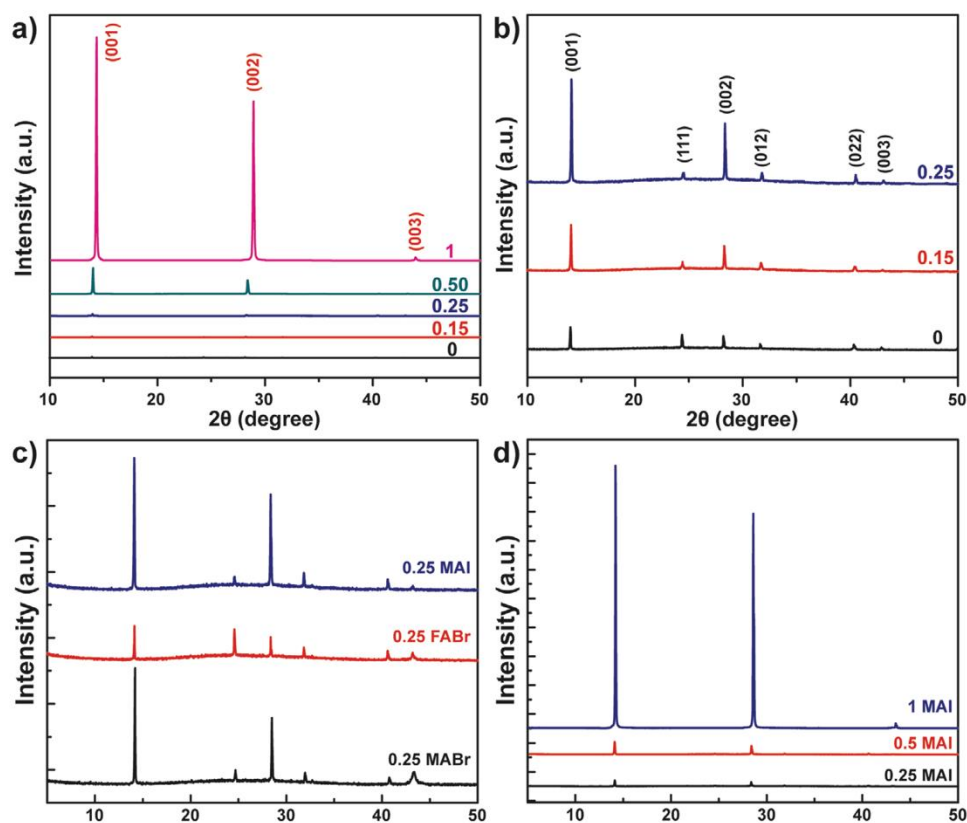 a)
(001)
(002)
(003)
1
0.50
0.25
0.15
0
Intensity (a.u.)
10 20 30 40 50
2θ (degree)
b)
(001)
(111)
(002)
(012)
(022)
(003)
0.25
0.15
0
Intensity (a.u.)
10 20 30 40 50
2θ (degree)
c)
0.25 MAI
0.25 FABr
0.25 MABr
Intensity (a.u.)
10 20 30 40 50
d)
1 MAI
0.5 MAI
0.25 MAI
Intensity (a.u.)
10 20 30 40 50